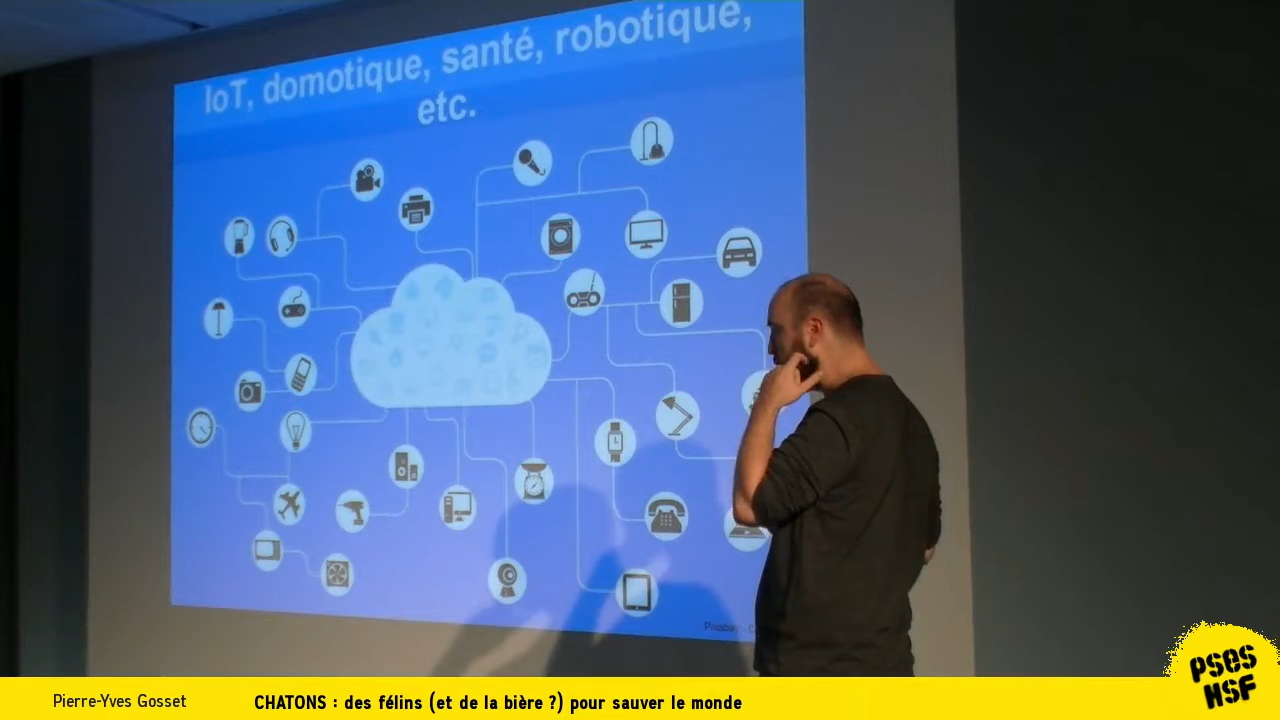 IoT, domotique, santé, robotique,
etc.
Pierre-Yves Gosset
CHATONS : des félins (et de la bière ?) pour sauver le monde
PSES
HSF